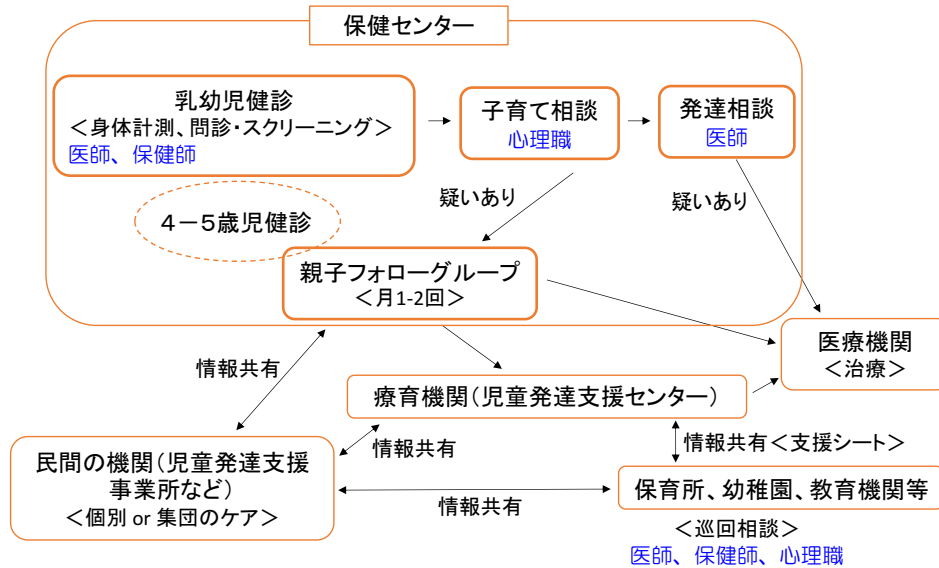 保健センター
乳幼児健診
＜身体計測、問診・スクリーニング＞
医師、保健師
子育て相談
心理職
発達相談
医師
疑いあり
疑いあり
４－５歳児健診
親子フォローグループ
＜月1-2回＞
医療機関
＜治療＞
情報共有
療育機関（児童発達支援センター）
情報共有
情報共有＜支援シート＞
民間の機関（児童発達支援
事業所など）
＜個別 or 集団のケア＞
情報共有
保育所、幼稚園、教育機関等
＜巡回相談＞
医師、保健師、心理職